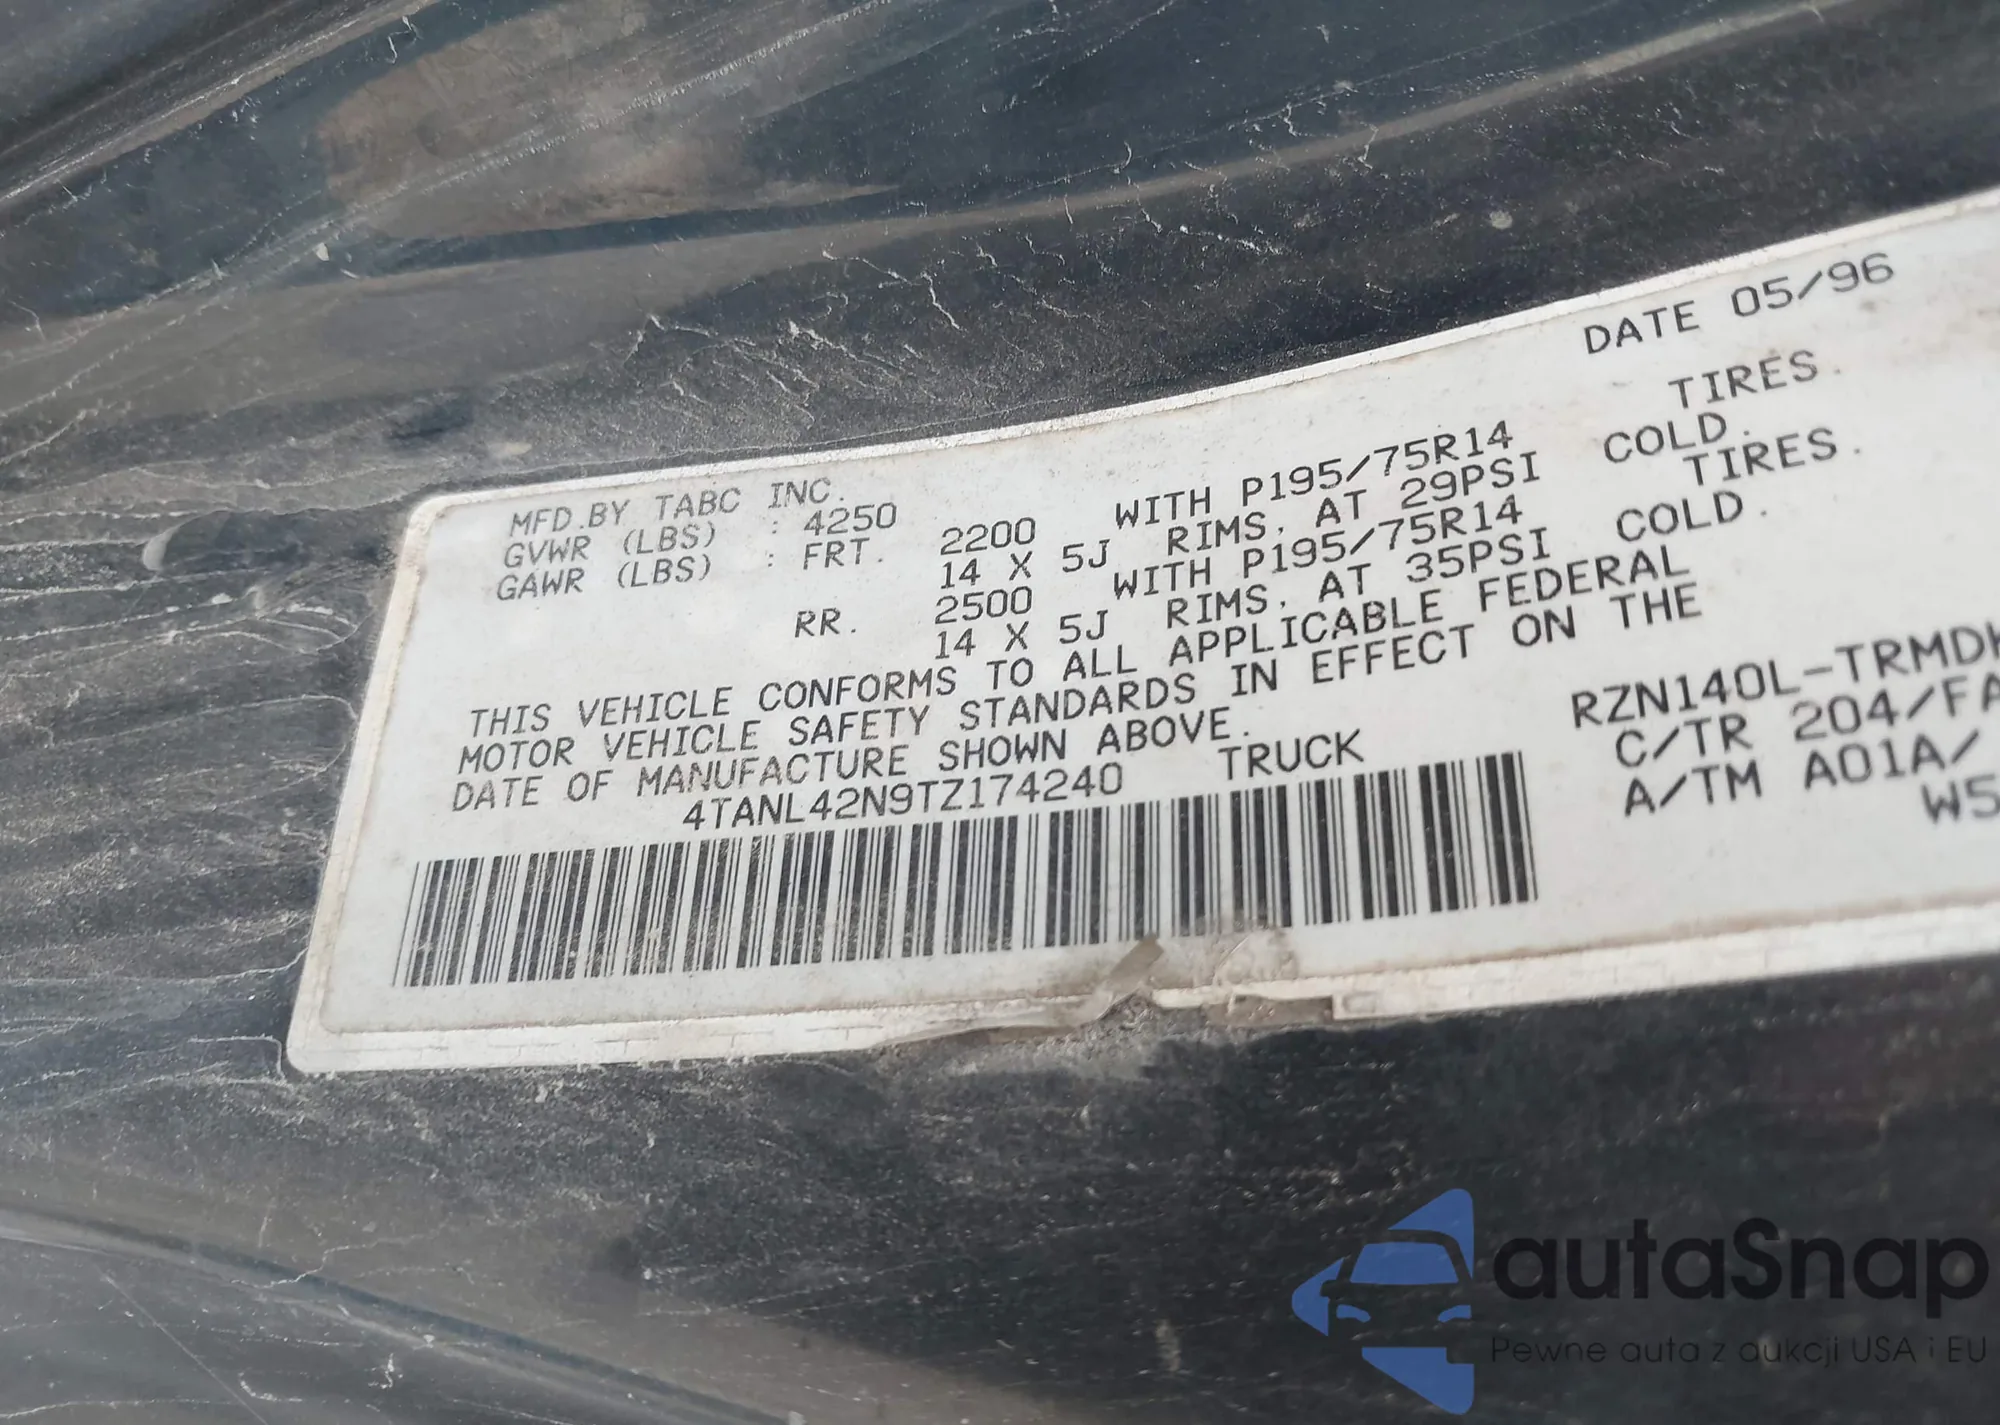 DATE 05/96
MFD.BY TABC INC.
GVWR (LBS) : 4250
GAWR (LBS) : FRT. 2200 WITH P195/75R14 TIRES.
14 X 5J RIMS, AT 29PSI COLD.
RR. 2500 WITH P195/75R14 TIRES.
14 X 5J RIMS, AT 35PSI COLD.
THIS VEHICLE CONFORMS TO ALL APPLICABLE FEDERAL
MOTOR VEHICLE SAFETY STANDARDS IN EFFECT ON THE
DATE OF MANUFACTURE SHOWN ABOVE.
4TANL42N9TZ174240 TRUCK
RZN140L-TRMDK
C/TR 204/FA
A/TM A01A/
W5
autaSnap
Pewne auta z aukcji USA i EU